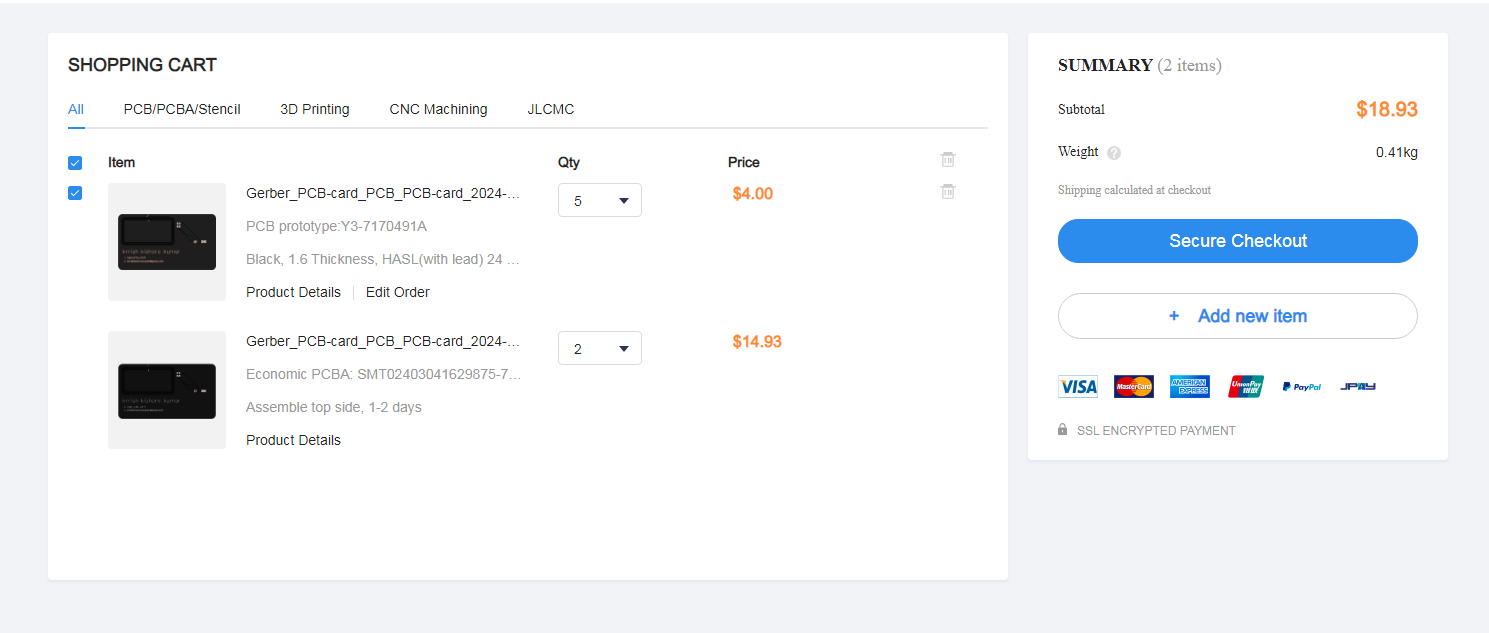 SHOPPING CART
All PCB/PCBA/Stencil 3D Printing CNC Machining JLCMC
Item Qty Price
Gerber_PCB-card_PCB_PCB-card_2024-... 5 $4.00
PCB prototype:Y3-7170491A
Black, 1.6 Thickness, HASL(with lead) 24 ...
Product Details Edit Order
Gerber_PCB-card_PCB_PCB-card_2024-... 2 $14.93
Economic PCBA: SMT02403041629875-7...
Assemble top side, 1-2 days
Product Details
SUMMARY (2 items)
Subtotal $18.93
Weight ? 0.41kg
Shipping calculated at checkout
Secure Checkout
+ Add new item
VISA MasterCard AMERICAN EXPRESS UnionPay 银联 PayPal JPAY
SSL ENCRYPTED PAYMENT